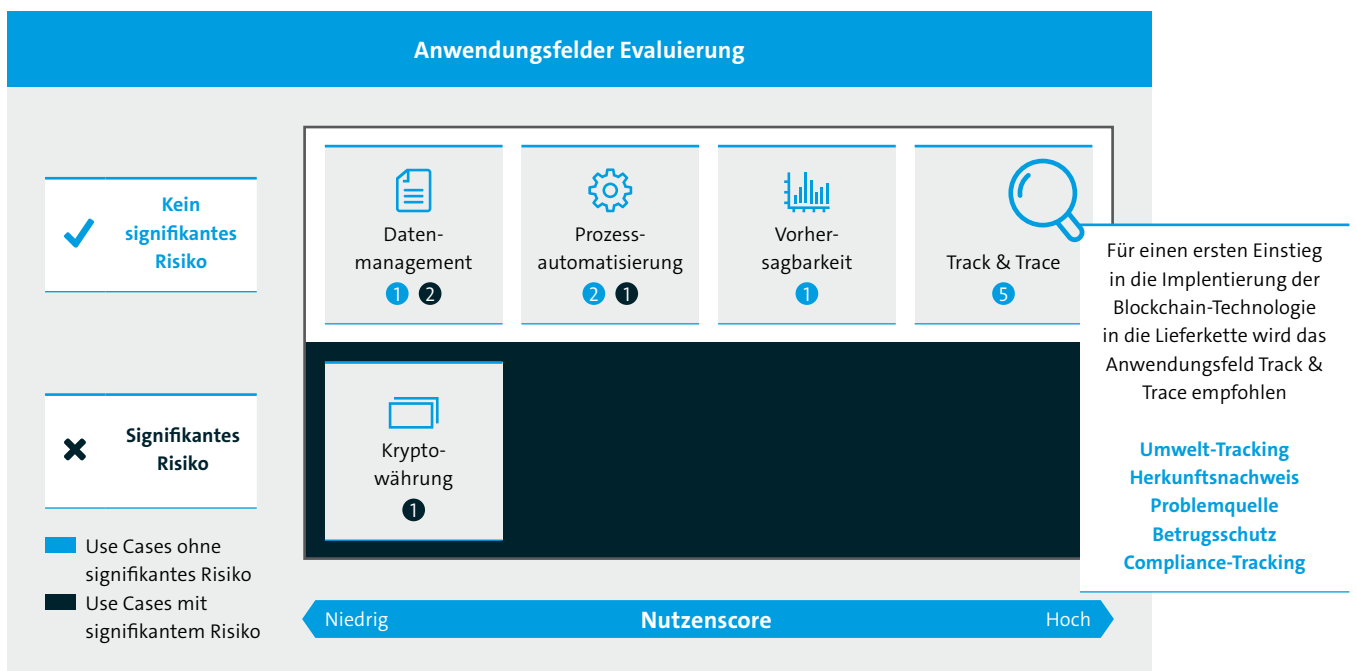 Anwendungsfelder Evaluierung
Kein
signifikantes
Risiko
Daten-
management
1 2
Prozess-
automatisierung
2 1
Vorher-
sagbarkeit
1
Track & Trace
5
Für einen ersten Einstieg
in die Implentierung der
Blockchain-Technologie
in die Lieferkette wird das
Anwendungsfeld Track &
Trace empfohlen
Umwelt-Tracking
Herkunftsnachweis
Problemquelle
Betrugsschutz
Compliance-Tracking
Signifikantes
Risiko
Krypto-
währung
1
Use Cases ohne
signifikantes Risiko
Use Cases mit
signifikantem Risiko
Niedrig Nutzenscore Hoch